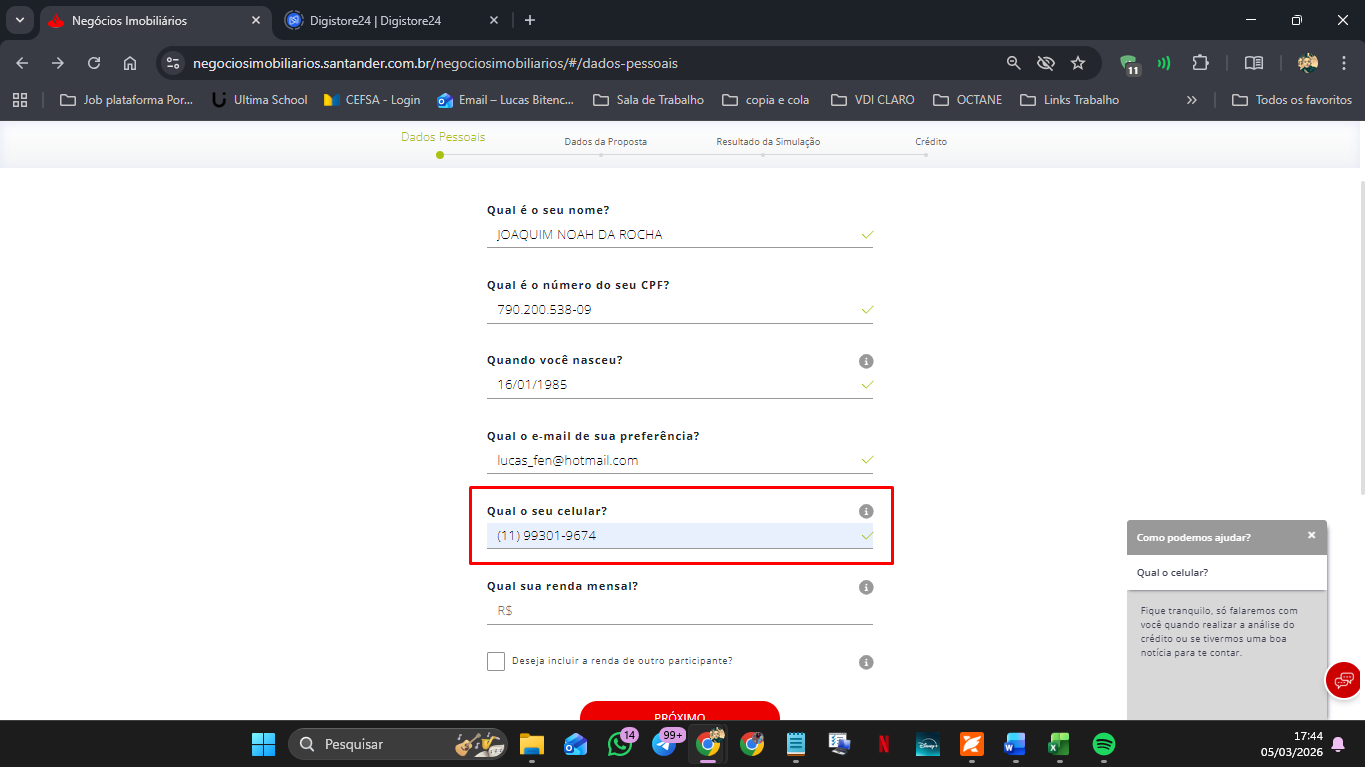 Negócios Imobiliários
Digistore24 | Digistore24
negociosimobiliarios.santander.com.br/negociosimobiliarios/#/dados-pessoais
11
Job plataforma Por...
Ultima School
CEFSA - Login
Email – Lucas Bitenc...
Sala de Trabalho
copia e cola
VDI CLARO
OCTANE
Links Trabalho
Todos os favoritos
Dados Pessoais
Dados da Proposta
Resultado da Simulação
Crédito
Qual é o seu nome?
JOAQUIM NOAH DA ROCHA
Qual é o número do seu CPF?
790.200.538-09
Quando você nasceu?
16/01/1985
Qual o e-mail de sua preferência?
lucas_fen@hotmail.com
Qual o seu celular?
(11) 99301-9674
Qual sua renda mensal?
R$
Deseja incluir a renda de outro participante?
PRÓXIMO
Como podemos ajudar?
Qual o celular?
Fique tranquilo, só falaremos com
você quando realizar a análise do
crédito ou se tivermos uma boa
notícia para te contar.
Pesquisar
14
99+
17:44
05/03/2026